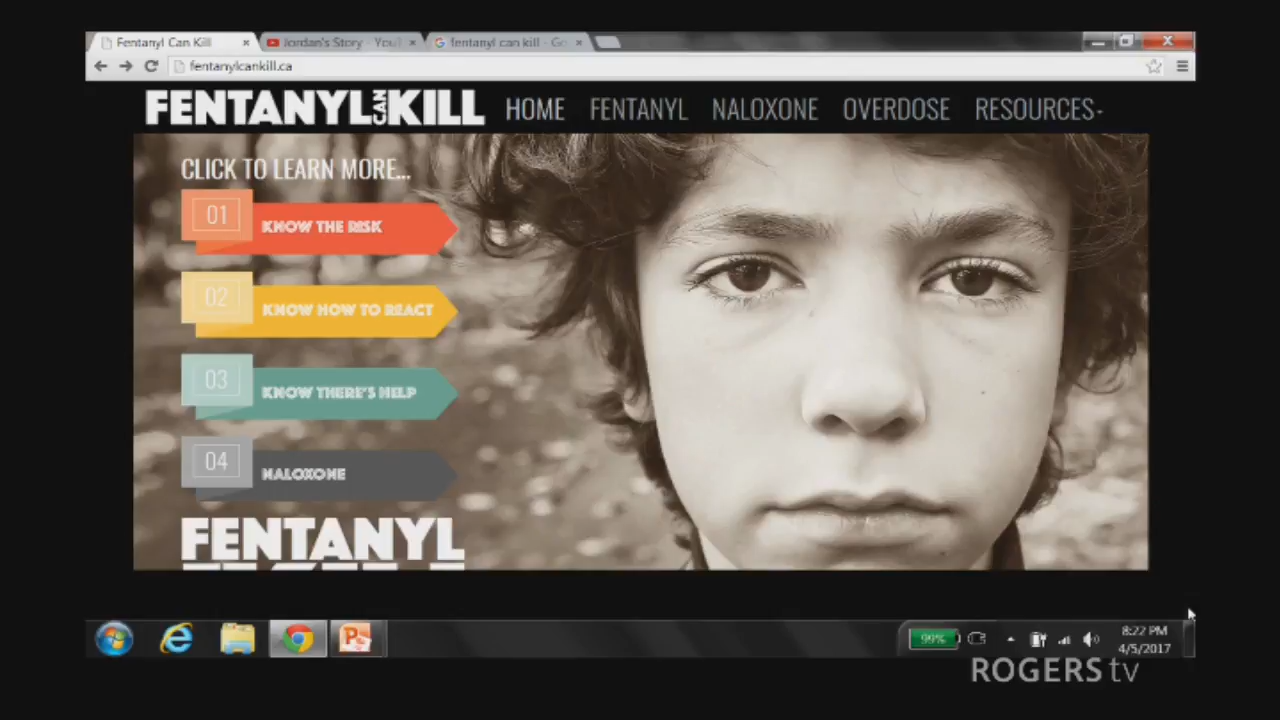 Fentanyl Can Kill
Jordan's Story - YouT
fentanyl can kill - Go
fentanylcankill.ca
FENTANYL CAN KILL
HOME FENTANYL NALOXONE OVERDOSE RESOURCES
CLICK TO LEARN MORE...
01 KNOW THE RISK
02 KNOW HOW TO REACT
03 KNOW THERE'S HELP
04 NALOXONE
FENTANYL
99%
8:22 PM
4/5/2017
ROGERS tv